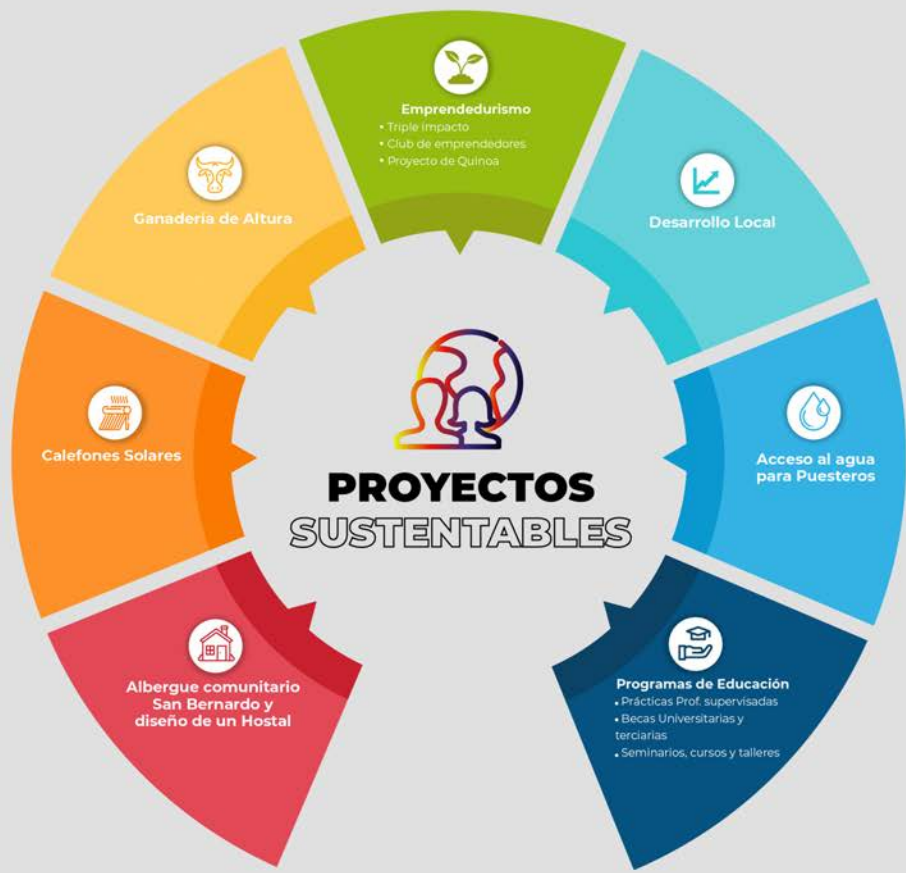 Emprendedurismo
• Triple impacto
• Club de emprendedores
• Proyecto de Quinoa
Ganadería de Altura
Desarrollo Local
Calefones Solares
Acceso al agua
para Puesteros
PROYECTOS
SUSTENTABLES
Albergue comunitario
San Bernardo y
diseño de un Hostal
Programas de Educación
• Prácticas Prof. supervisadas
• Becas Universitarias y
terciarias
• Seminarios, cursos y talleres